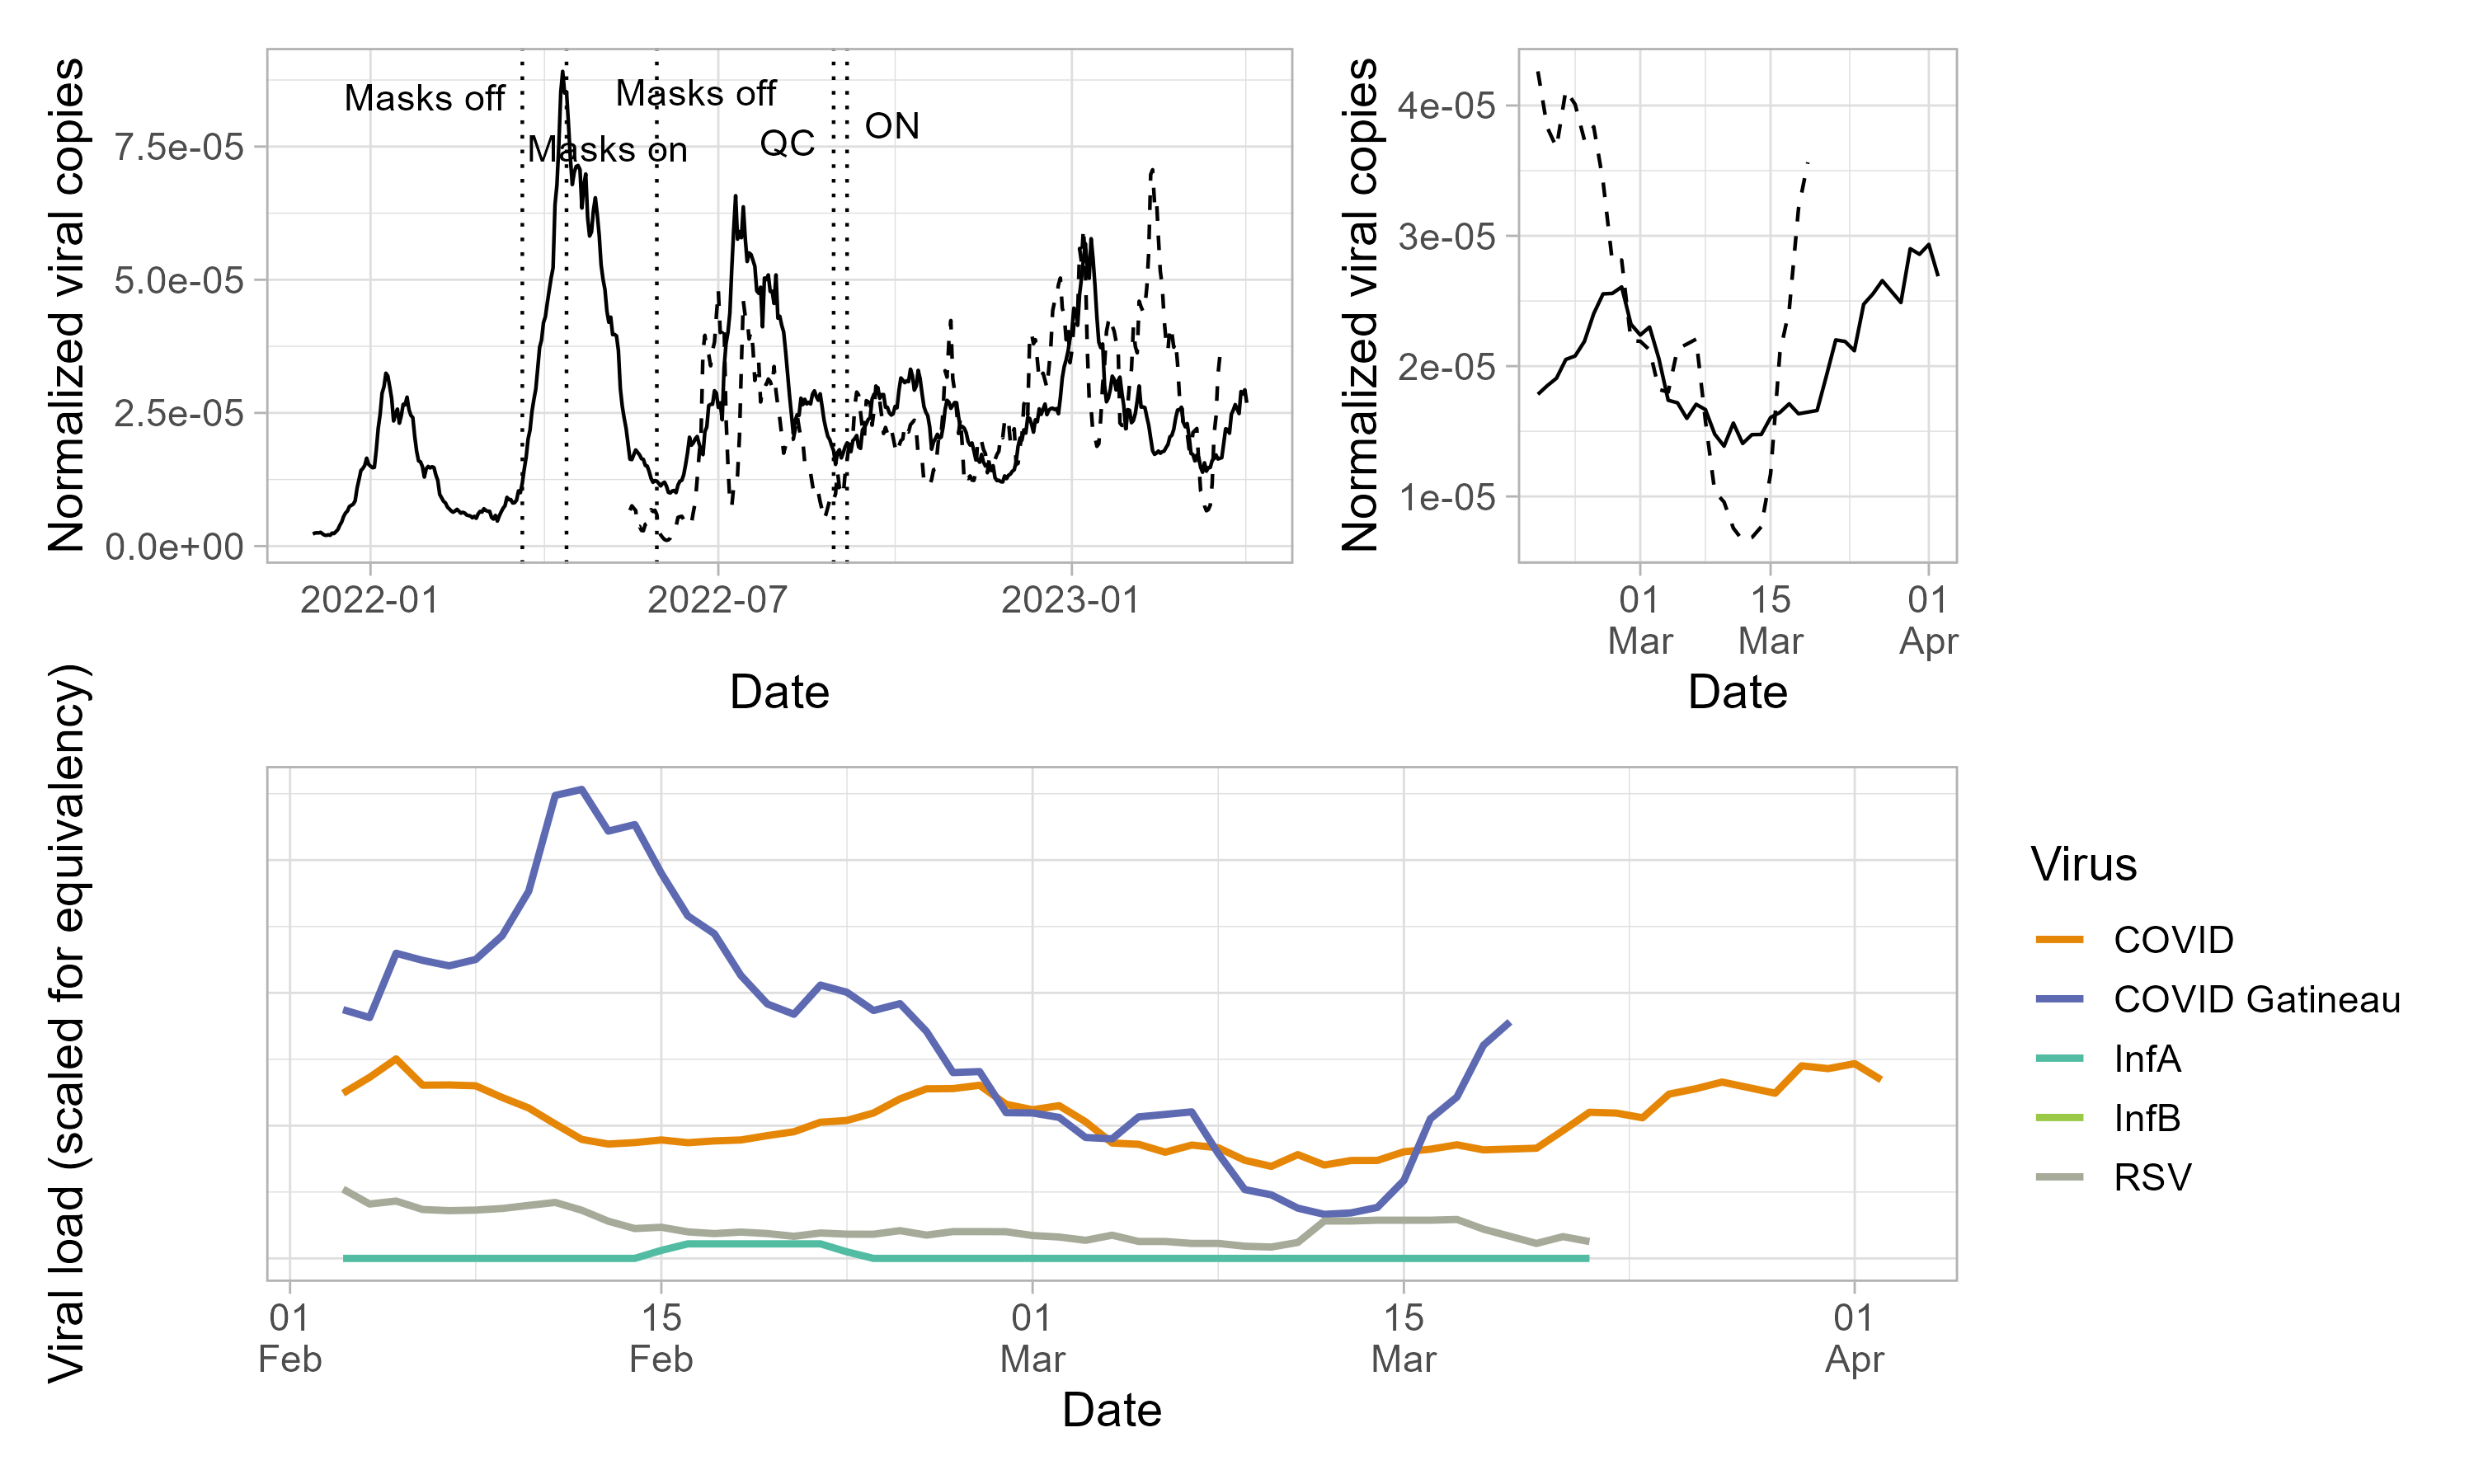 Normalized viral copies
7.5e-05
5.0e-05
2.5e-05
0.0e+00
Masks off
Masks on
Masks off
QC
ON
2022-01
2022-07
2023-01
Date
Normalized viral copies
4e-05
3e-05
2e-05
1e-05
01
Mar
15
Mar
01
Apr
Date
Viral load (scaled for equivalency)
01
Feb
15
Feb
01
Mar
15
Mar
01
Apr
Date
Virus
COVID
COVID Gatineau
InfA
InfB
RSV